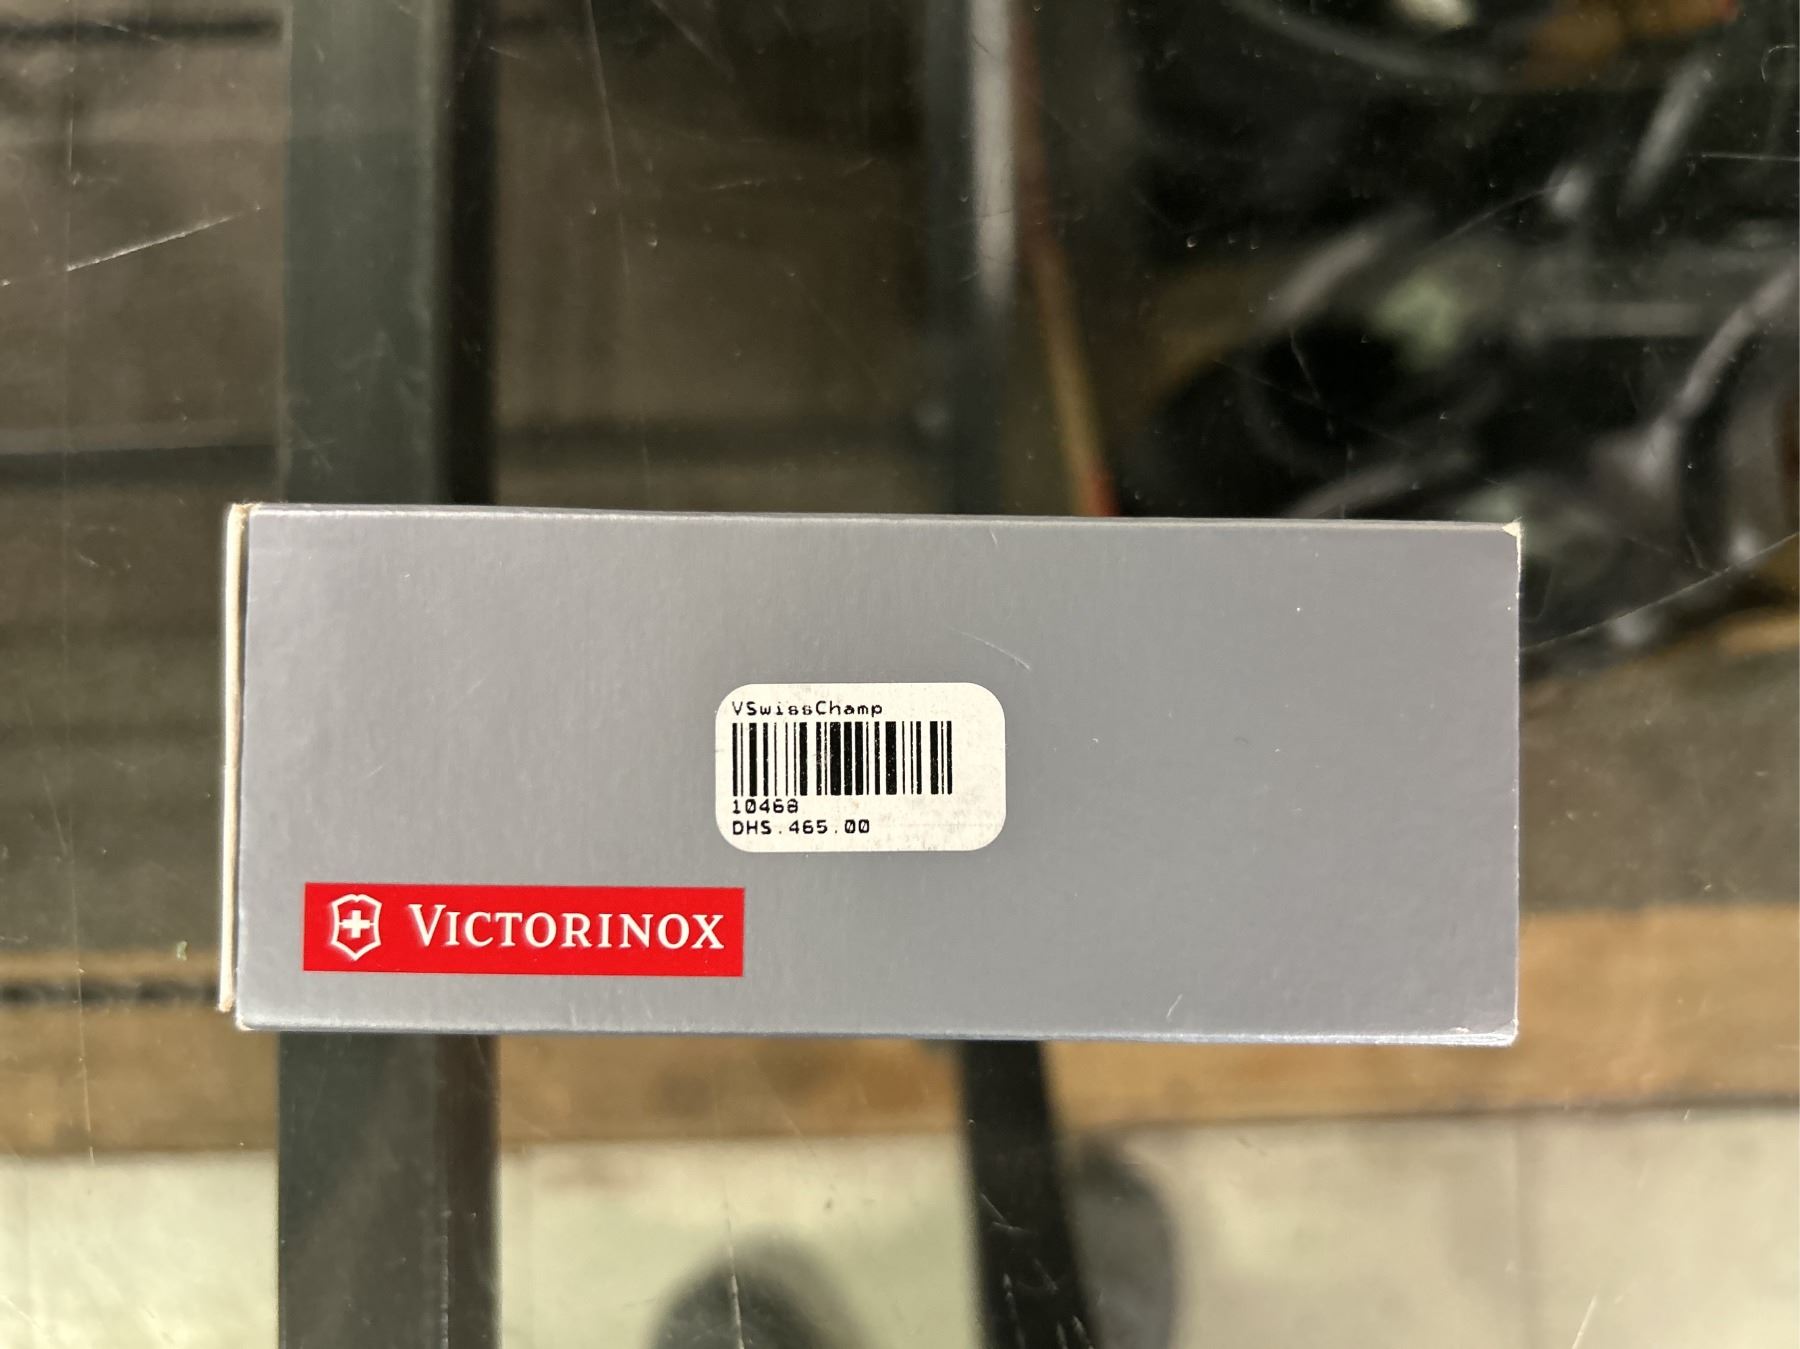 VSwissChamp
10468
DHS.465.00
VICTORINOX